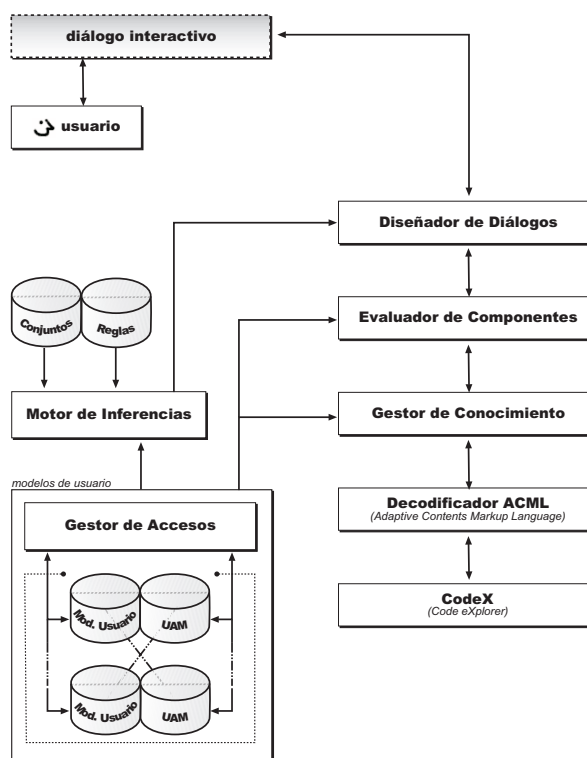 diálogo interactivo
usuario
Diseñador de Diálogos
Conjuntos
Reglas
Evaluador de Componentes
Motor de Inferencias
Gestor de Conocimiento
modelos de usuario
Gestor de Accesos
Decodificador ACML
(Adaptive Contents Markup Language)
Mod. Usuario
UAM
CodeX
(Code eXplorer)
Mod. Usuario
UAM